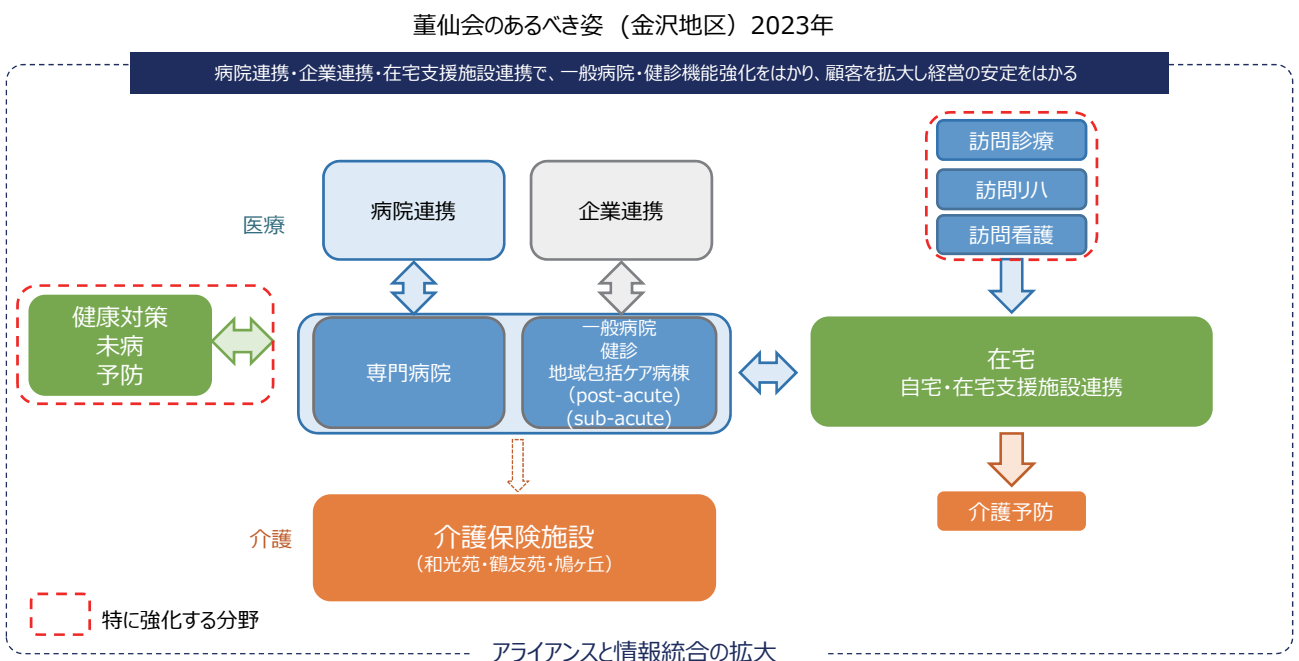 董仙会のあるべき姿 (金沢地区) 2023年
病院連携・企業連携・在宅支援施設連携で、一般病院・健診機能強化をはかり、顧客を拡大し経営の安定をはかる
訪問診療
訪問リハ
訪問看護
医療
病院連携
企業連携
健康対策
未病
予防
専門病院
一般病院
健診
地域包括ケア病棟
(post-acute)
(sub-acute)
在宅
自宅・在宅支援施設連携
介護
介護保険施設
(和光苑・鶴友苑・鳩ヶ丘)
介護予防
特に強化する分野
アライアンスと情報統合の拡大